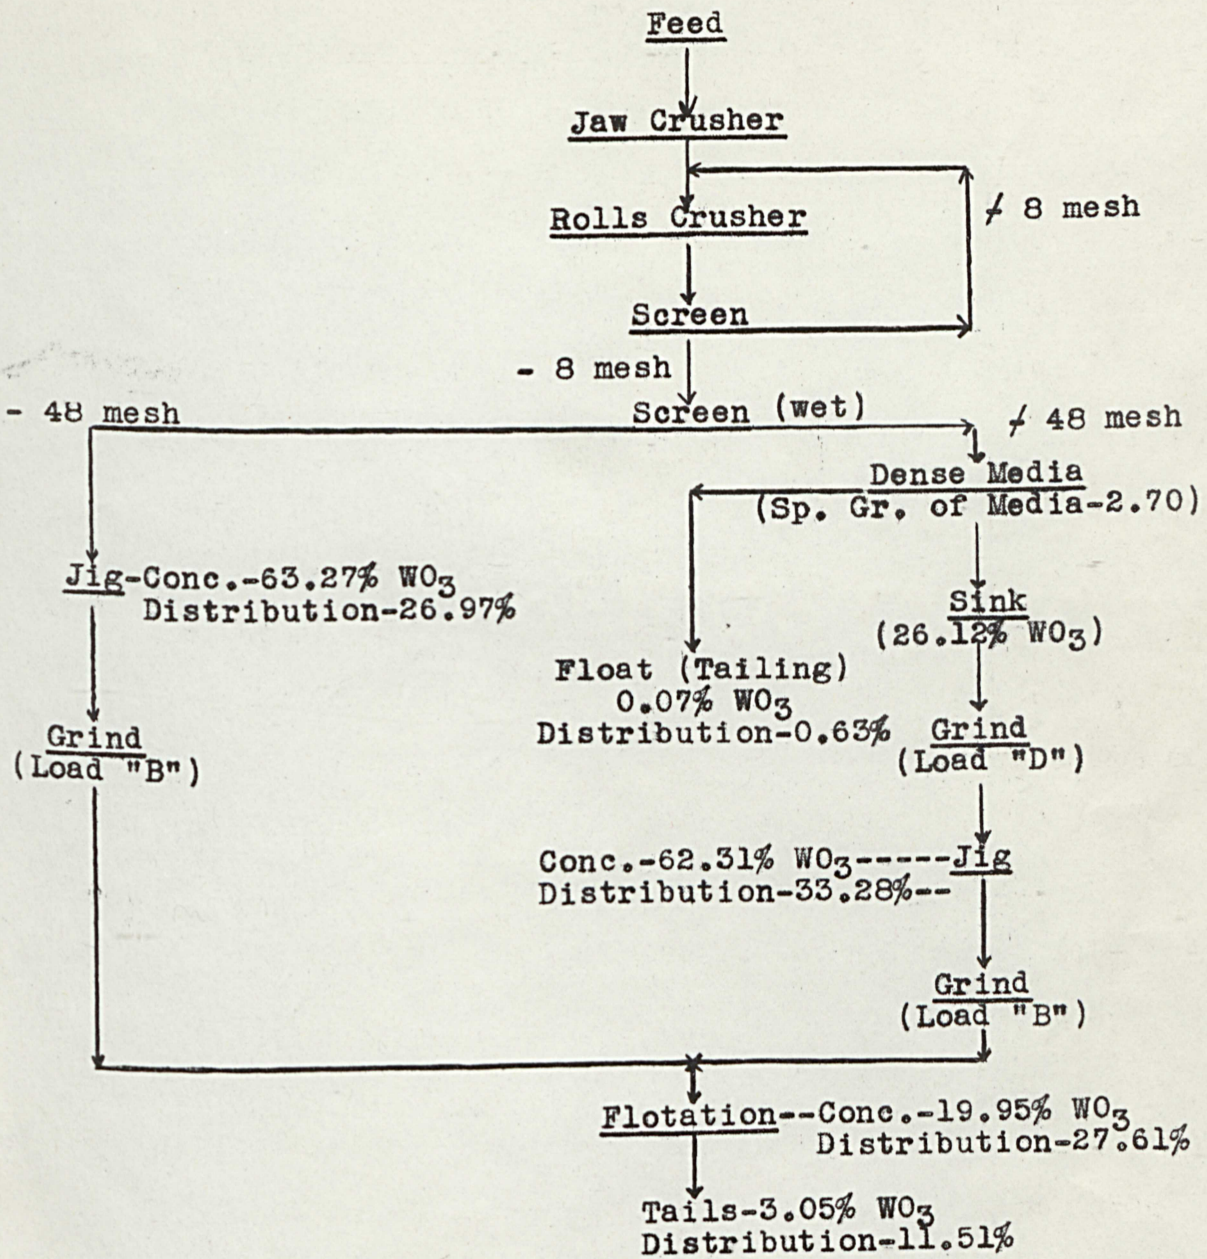 Feed
Jaw Crusher
Rolls Crusher
⌿ 8 mesh
Screen
- 8 mesh
- 48 mesh
Screen (wet)
⌿ 48 mesh
Dense Media
(Sp. Gr. of Media-2.70)
Jig-Conc.-63.27% WO3
Distribution-26.97%
Sink
(26.12% WO3)
Float (Tailing)
0.07% WO3
Distribution-0.63%
Grind
(Load "B")
Grind
(Load "D")
Conc.-62.31% WO3-----Jig
Distribution-33.28%--
Grind
(Load "B")
Flotation--Conc.-19.95% WO3
Distribution-27.61%
Tails-3.05% WO3
Distribution-11.51%